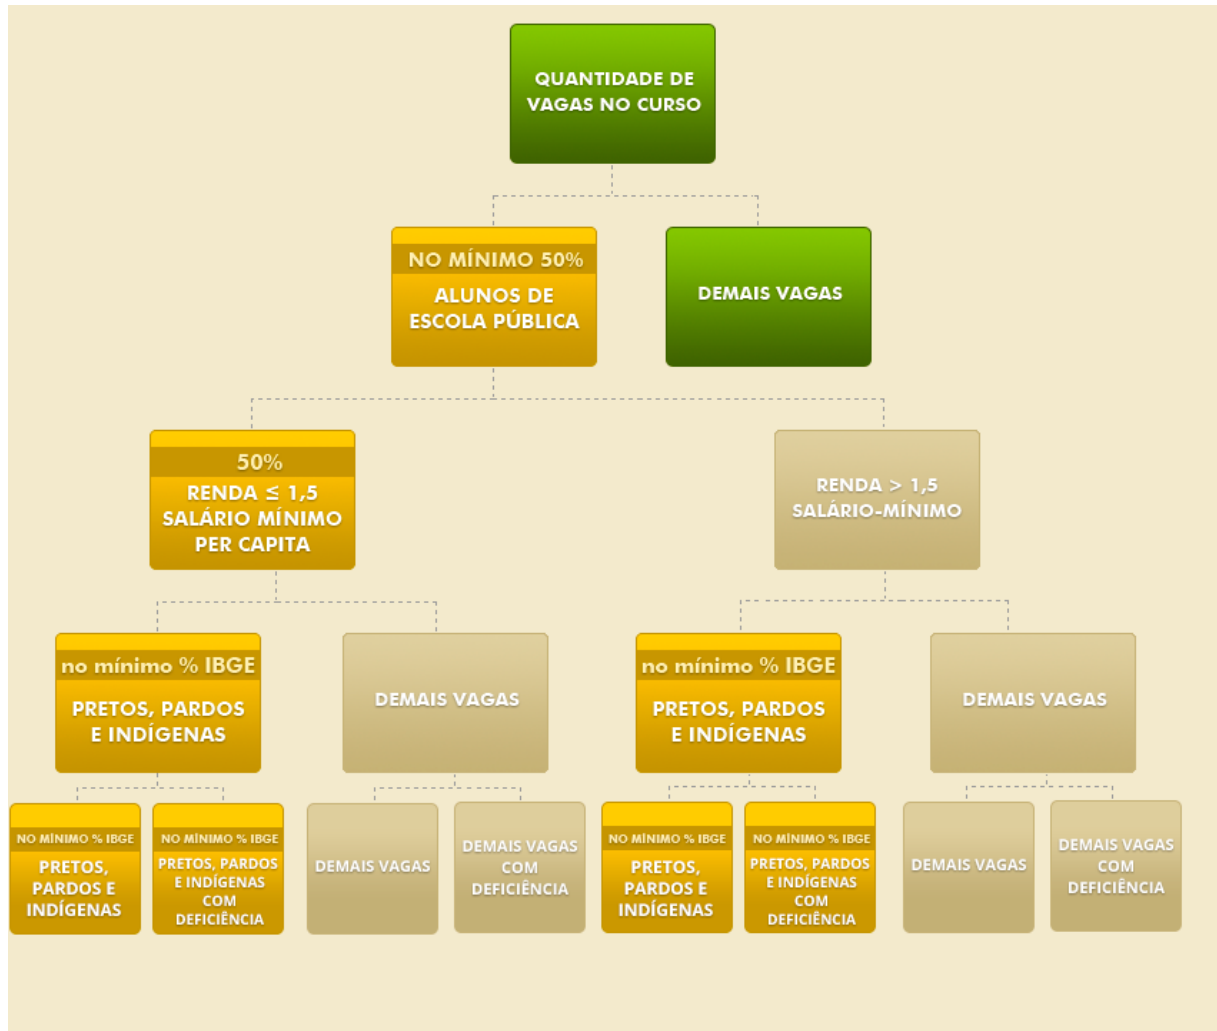 QUANTIDADE DE
VAGAS NO CURSO
NO MÍNIMO 50%
ALUNOS DE
ESCOLA PÚBLICA
DEMAIS VAGAS
50%
RENDA ≤ 1,5
SALÁRIO MÍNIMO
PER CAPITA
RENDA > 1,5
SALÁRIO-MÍNIMO
no mínimo % IBGE
PRETOS, PARDOS
E INDÍGENAS
DEMAIS VAGAS
no mínimo % IBGE
PRETOS, PARDOS
E INDÍGENAS
DEMAIS VAGAS
NO MÍNIMO % IBGE
PRETOS,
PARDOS E
INDÍGENAS
NO MÍNIMO % IBGE
PRETOS, PARDOS
E INDÍGENAS
COM
DEFICIÊNCIA
DEMAIS VAGAS
DEMAIS VAGAS
COM
DEFICIÊNCIA
NO MÍNIMO % IBGE
PRETOS,
PARDOS E
INDÍGENAS
NO MÍNIMO % IBGE
PRETOS, PARDOS
E INDÍGENAS
COM
DEFICIÊNCIA
DEMAIS VAGAS
DEMAIS VAGAS
COM
DEFICIÊNCIA